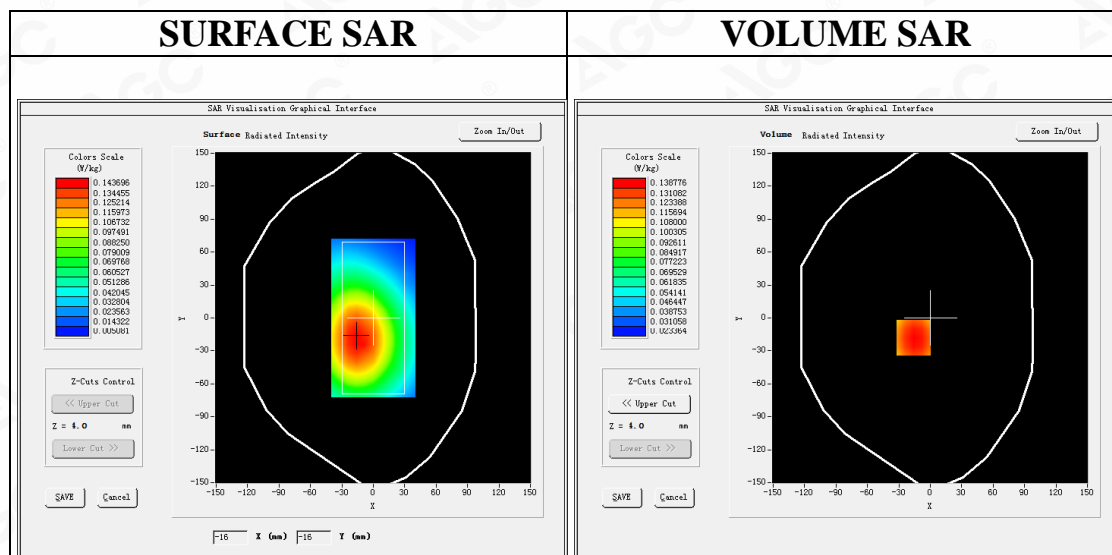 SURFACE SAR
VOLUME SAR
SAR Visualisation Graphical Interface
Surface Radiated Intensity
Zoom In/Out
Colors Scale
(W/kg)
0.143696
0.134455
0.125214
0.115973
0.106732
0.097491
0.088250
0.079009
0.069768
0.060527
0.051286
0.042045
0.032804
0.023563
0.014322
0.005081
150
120
90
60
30
0
-30
-60
-90
-120
-150
Y
-150 -120 -90 -60 -30 0 30 60 90 120 150
X
Z-Cuts Control
<< Upper Cut
Z = 4.0 mm
Lower Cut >>
SAVE Cancel
-16 X (mm) -16 Y (mm)
SAR Visualisation Graphical Interface
Volume Radiated Intensity
Zoom In/Out
Colors Scale
(W/kg)
0.138776
0.131082
0.123388
0.115694
0.108000
0.100305
0.092611
0.084917
0.077223
0.069529
0.061835
0.054141
0.046447
0.038753
0.031058
0.023364
150
120
90
60
30
0
-30
-60
-90
-120
-150
Y
-150 -120 -90 -60 -30 0 30 60 90 120 150
X
Z-Cuts Control
<< Upper Cut
Z = 4.0 mm
Lower Cut >>
SAVE Cancel